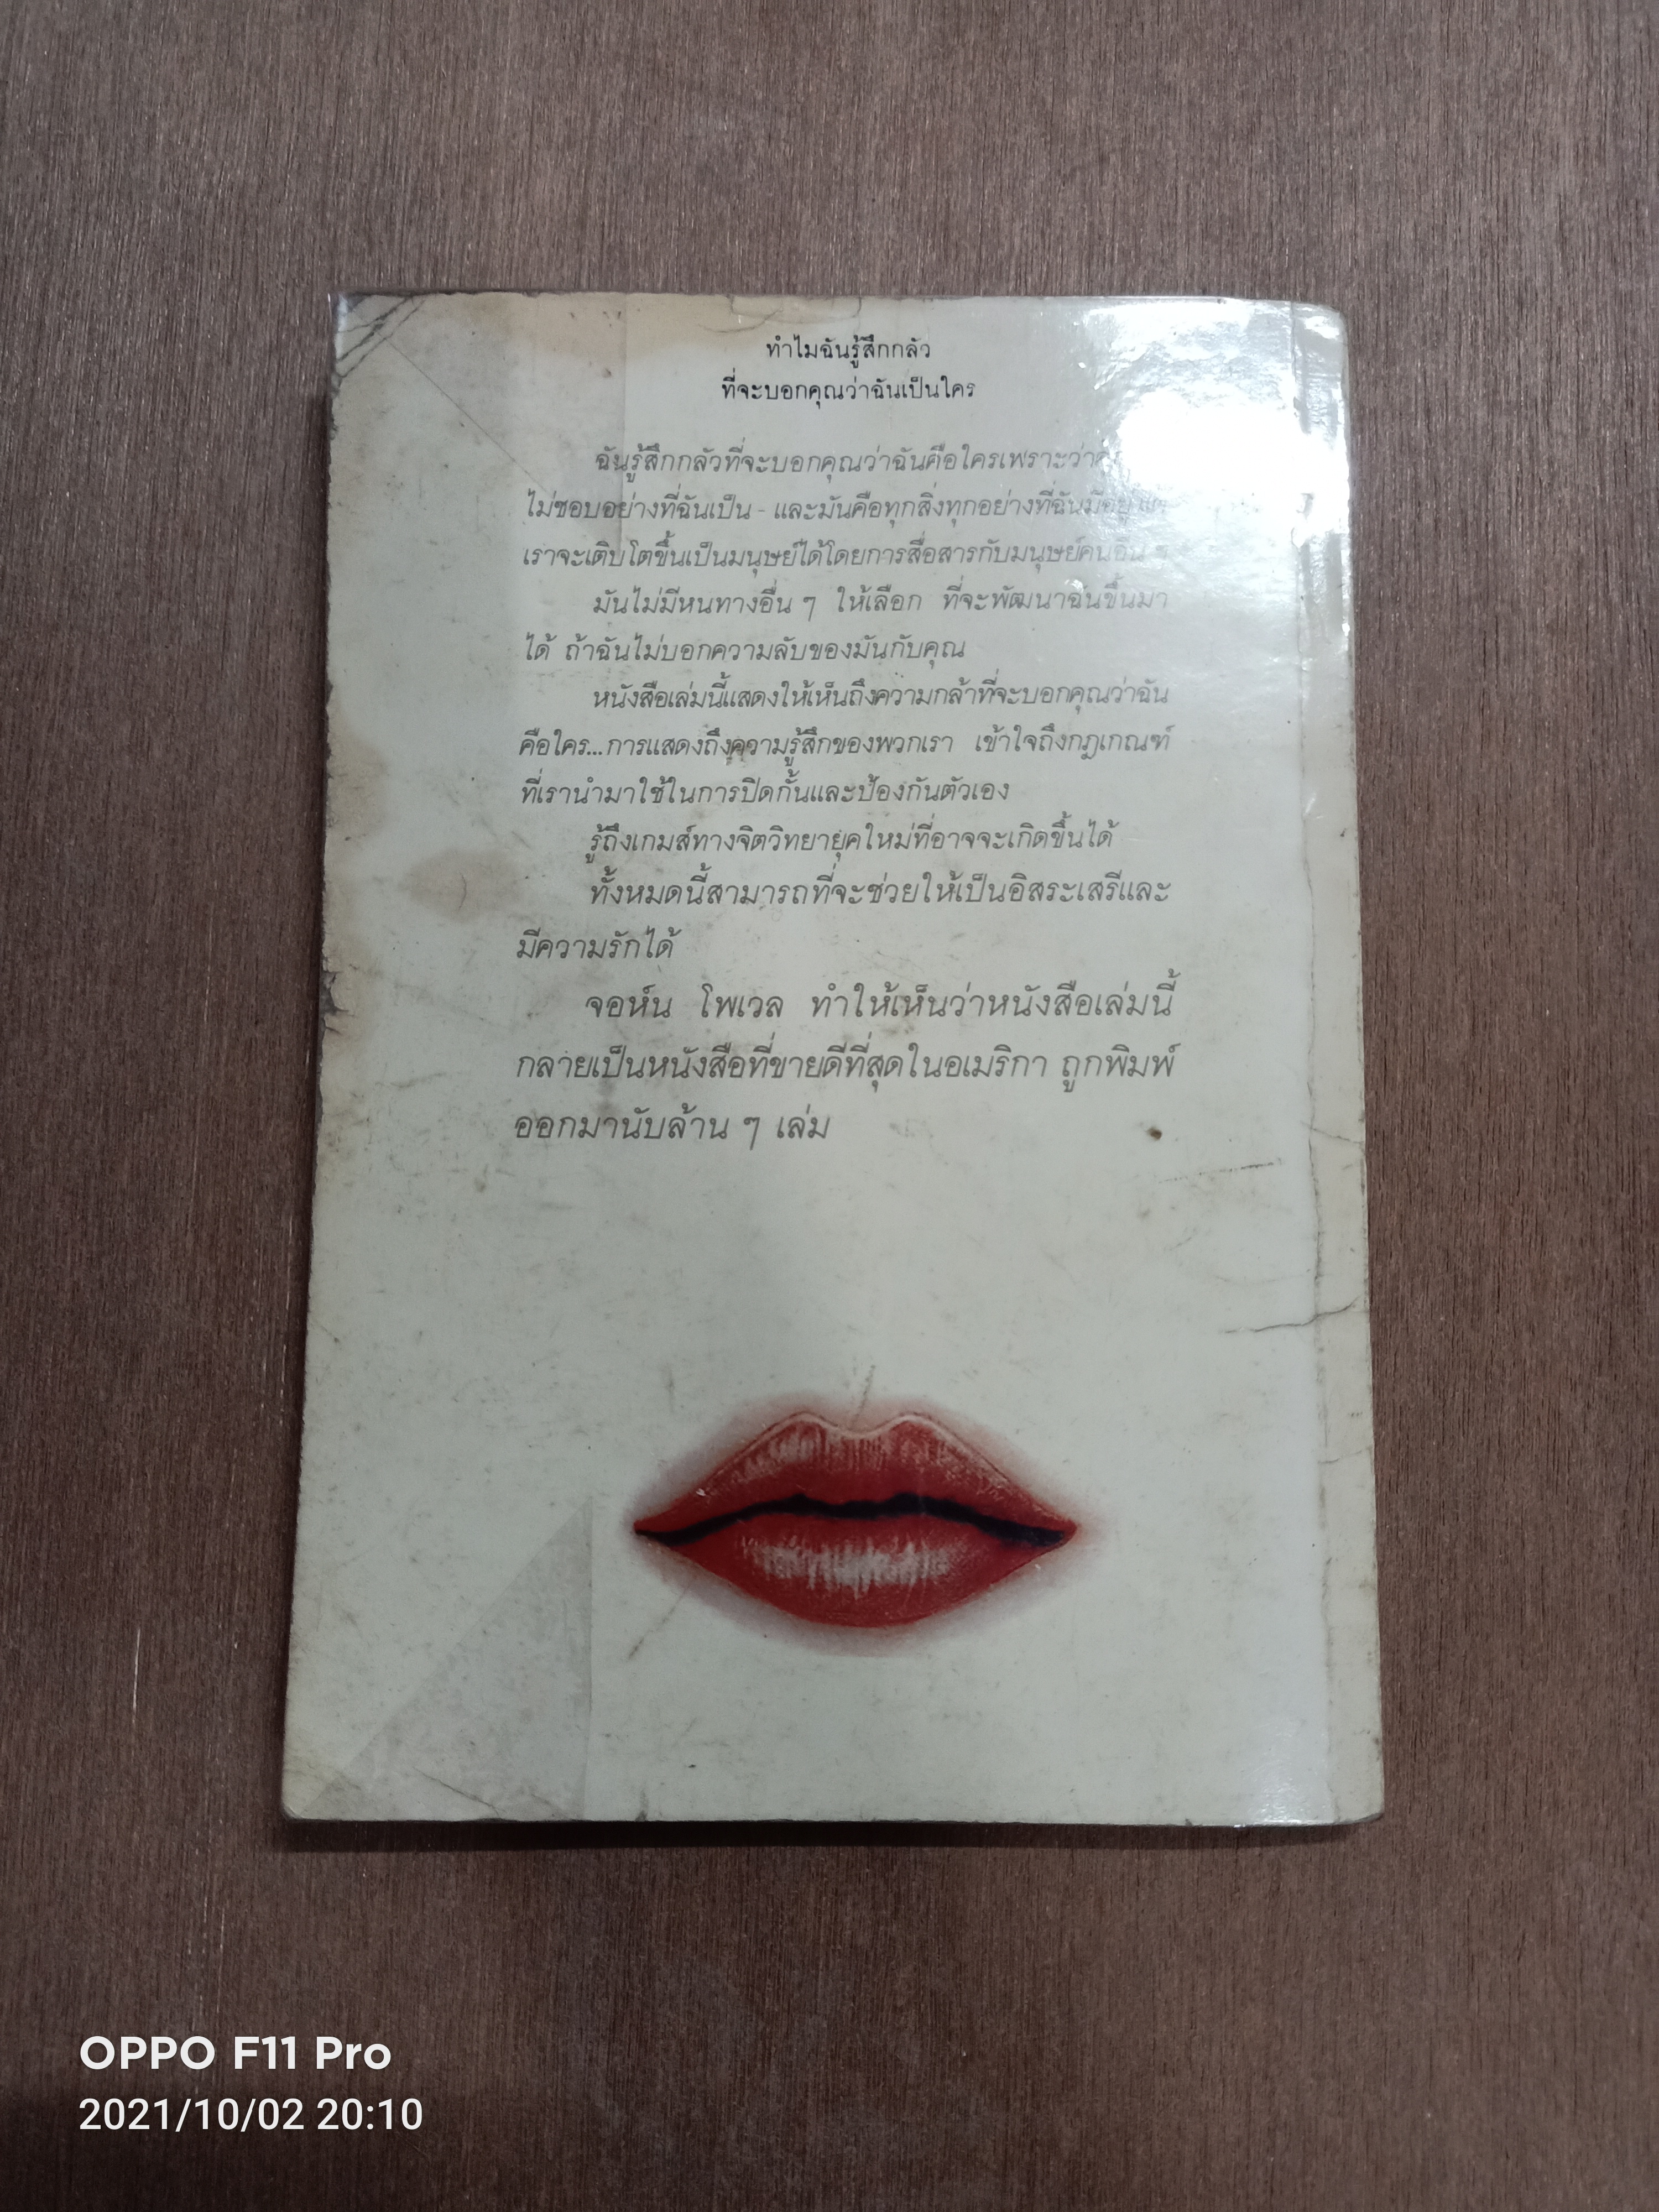 ทำไมฉันรู้สึกกลัว
ที่จะบอกคุณว่าฉันเป็นใคร
ฉันรู้สึกกลัวที่จะบอกคุณว่าฉันคือใครเพราะว่า
ไม่ชอบอย่างที่ฉันเป็น - และมันคือทุกสิ่งทุกอย่างที่ฉันมีอยู่
เราจะเติบโตขึ้นเป็นมนุษย์ได้โดยการสื่อสารกับมนุษย์คนอื่น ๆ
มันไม่มีหนทางอื่น ๆ ให้เลือก ที่จะพัฒนาฉันขึ้นมา
ได้ ถ้าฉันไม่บอกความลับของมันกับคุณ
หนังสือเล่มนี้แสดงให้เห็นถึงความกล้าที่จะบอกคุณว่าฉัน
คือใคร...การแสดงถึงความรู้สึกของพวกเรา เข้าใจถึงกฎเกณฑ์
ที่เรานำมาใช้ในการปิดกั้นและป้องกันตัวเอง
รู้ถึงเกมส์ทางจิตวิทยายุคใหม่ที่อาจจะเกิดขึ้นได้
ทั้งหมดนี้สามารถที่จะช่วยให้เป็นอิสระเสรีและ
มีความรักได้
จอห์น โพเวล ทำให้เห็นว่าหนังสือเล่มนี้
กลายเป็นหนังสือที่ขายดีที่สุดในอเมริกา ถูกพิมพ์
ออกมานับล้าน ๆ เล่ม
OPPO F11 Pro
2021/10/02 20:10